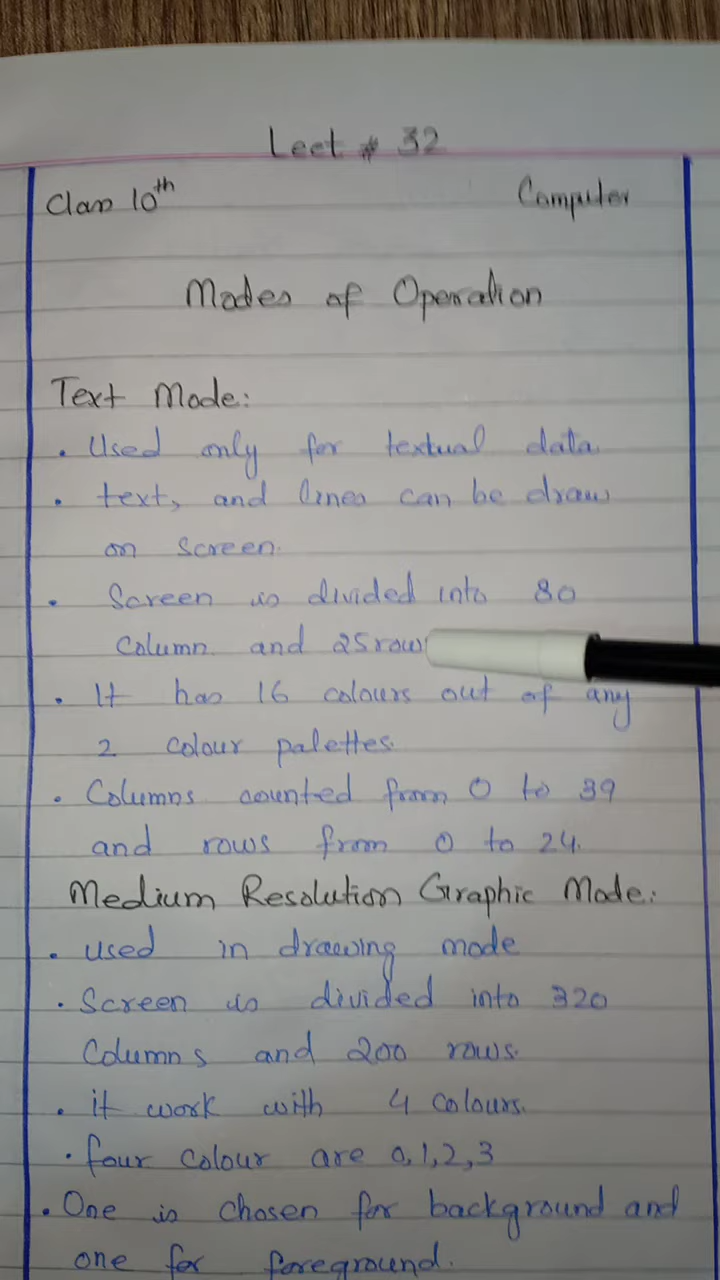 Lect # 32
Class 10th Computer
Modes of Operation
Text Mode:
. Used only for textual data.
. text, and lines can be draw
on screen.
. Screen is divided into 80
Column and 25 rows
. It has 16 colours out of any
2 colour palettes.
. Columns counted from 0 to 39
and rows from 0 to 24.
Medium Resolution Graphic Mode:
. used in drawing mode
. Screen is divided into 320
Columns and 200 rows.
. it work with 4 colours.
. four colour are 0,1,2,3
. One is chosen for background and
one for foreground.